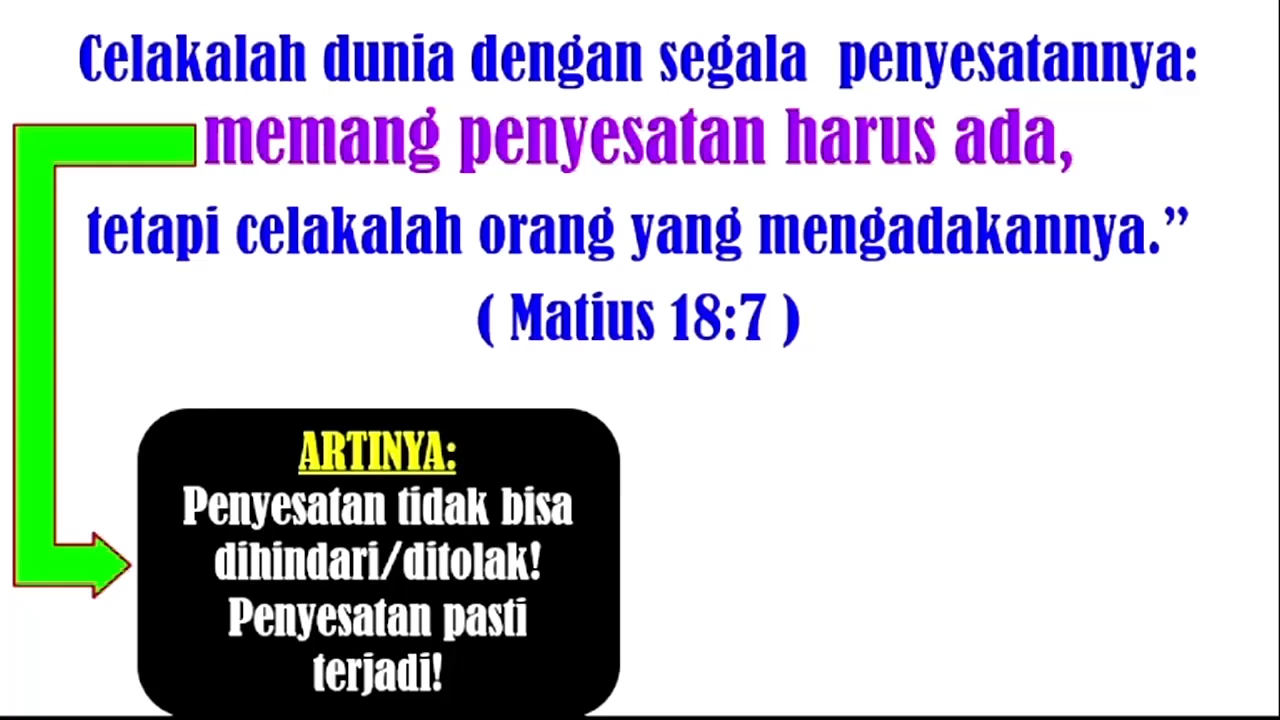 Celakalah dunia dengan segala penyesatannya:
memang penyesatan harus ada,
tetapi celakalah orang yang mengadakannya.”
( Matius 18:7 )
ARTINYA:
Penyesatan tidak bisa
dihindari/ditolak!
Penyesatan pasti
terjadi!